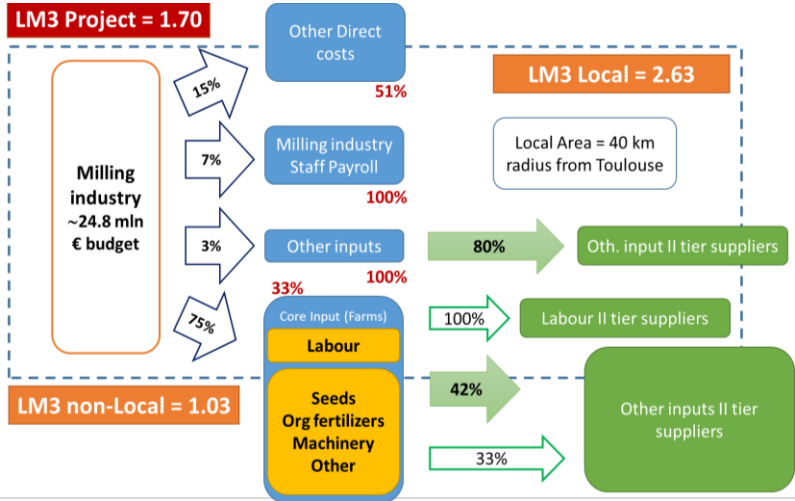 LM3 Project = 1.70
Other Direct
costs
51%
LM3 Local = 2.63
15%
Milling
industry
~24.8 mln
€ budget
7%
Milling industry
Staff Payroll
100%
Local Area = 40 km
radius from Toulouse
3%
Other inputs
100%
80%
Oth. input II tier suppliers
75%
33%
Core Input (Farms)
Labour
100%
Labour II tier suppliers
LM3 non-Local = 1.03
Seeds
Org fertilizers
Machinery
Other
42%
33%
Other inputs II tier
suppliers